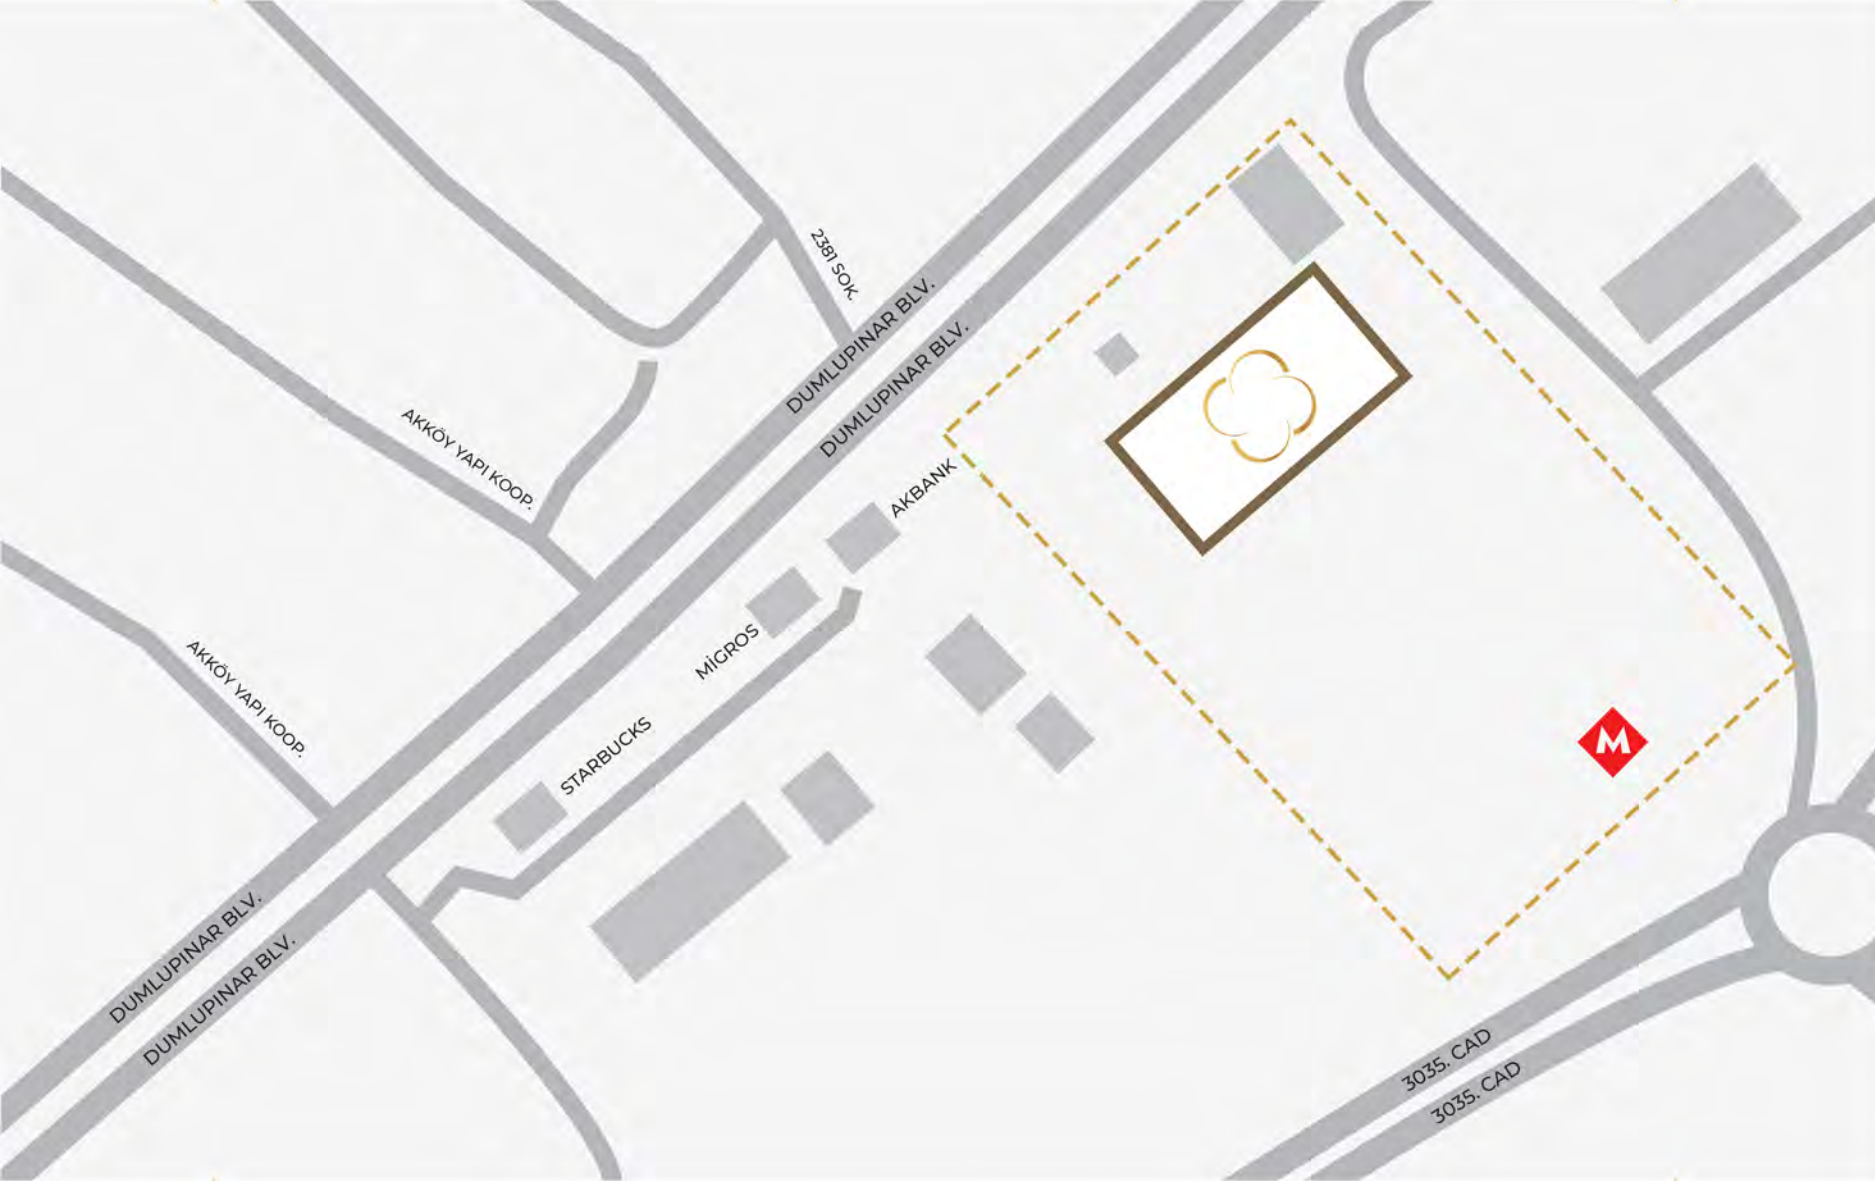 2381 SOK.
DUMLUPINAR BLV.
DUMLUPINAR BLV.
AKKÖY YAPI KOOP.
AKBANK
MİGROS
AKKÖY YAPI KOOP.
STARBUCKS
M
DUMLUPINAR BLV.
DUMLUPINAR BLV.
3035. CAD
3035. CAD